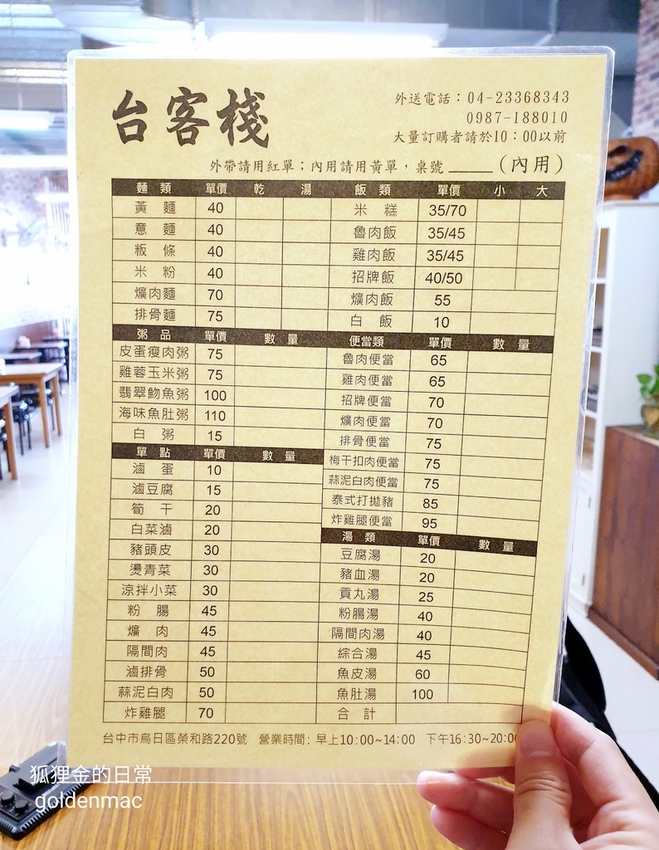 台客棧
外送電話：04-23368343
0987-188010
大量訂購者請於10：00以前
外帶請用紅單；內用請用黃單，桌號＿＿＿（內用）
麵類 單價 乾 湯
黃麵 40
意麵 40
粄條 40
米粉 40
爌肉麵 70
排骨麵 75
粥品 單價 數量
皮蛋瘦肉粥 75
雞蓉玉米粥 75
翡翠魩魚粥 100
海味魚肚粥 110
白粥 15
單點 單價 數量
滷蛋 10
滷豆腐 15
筍干 20
白菜滷 20
豬頭皮 30
燙青菜 30
涼拌小菜 30
粉腸 45
爌肉 45
隔間肉 45
滷排骨 50
蒜泥白肉 50
炸雞腿 70
飯類 單價 小 大
米糕 35/70
魯肉飯 35/45
雞肉飯 35/45
招牌飯 40/50
爌肉飯 55
白飯 10
便當類 單價 數量
魯肉便當 65
雞肉便當 65
招牌便當 70
爌肉便當 70
排骨便當 75
梅干扣肉便當 75
蒜泥白肉便當 75
泰式打拋豬 85
炸雞腿便當 95
湯類 單價 數量
豆腐湯 20
豬血湯 20
貢丸湯 25
粉腸湯 40
隔間肉湯 40
綜合湯 45
魚皮湯 60
魚肚湯 100
合計
台中市烏日區榮和路220號 營業時間：早上10:00~14:00 下午16:30~20:00
狐狸金的日常
goldenmac